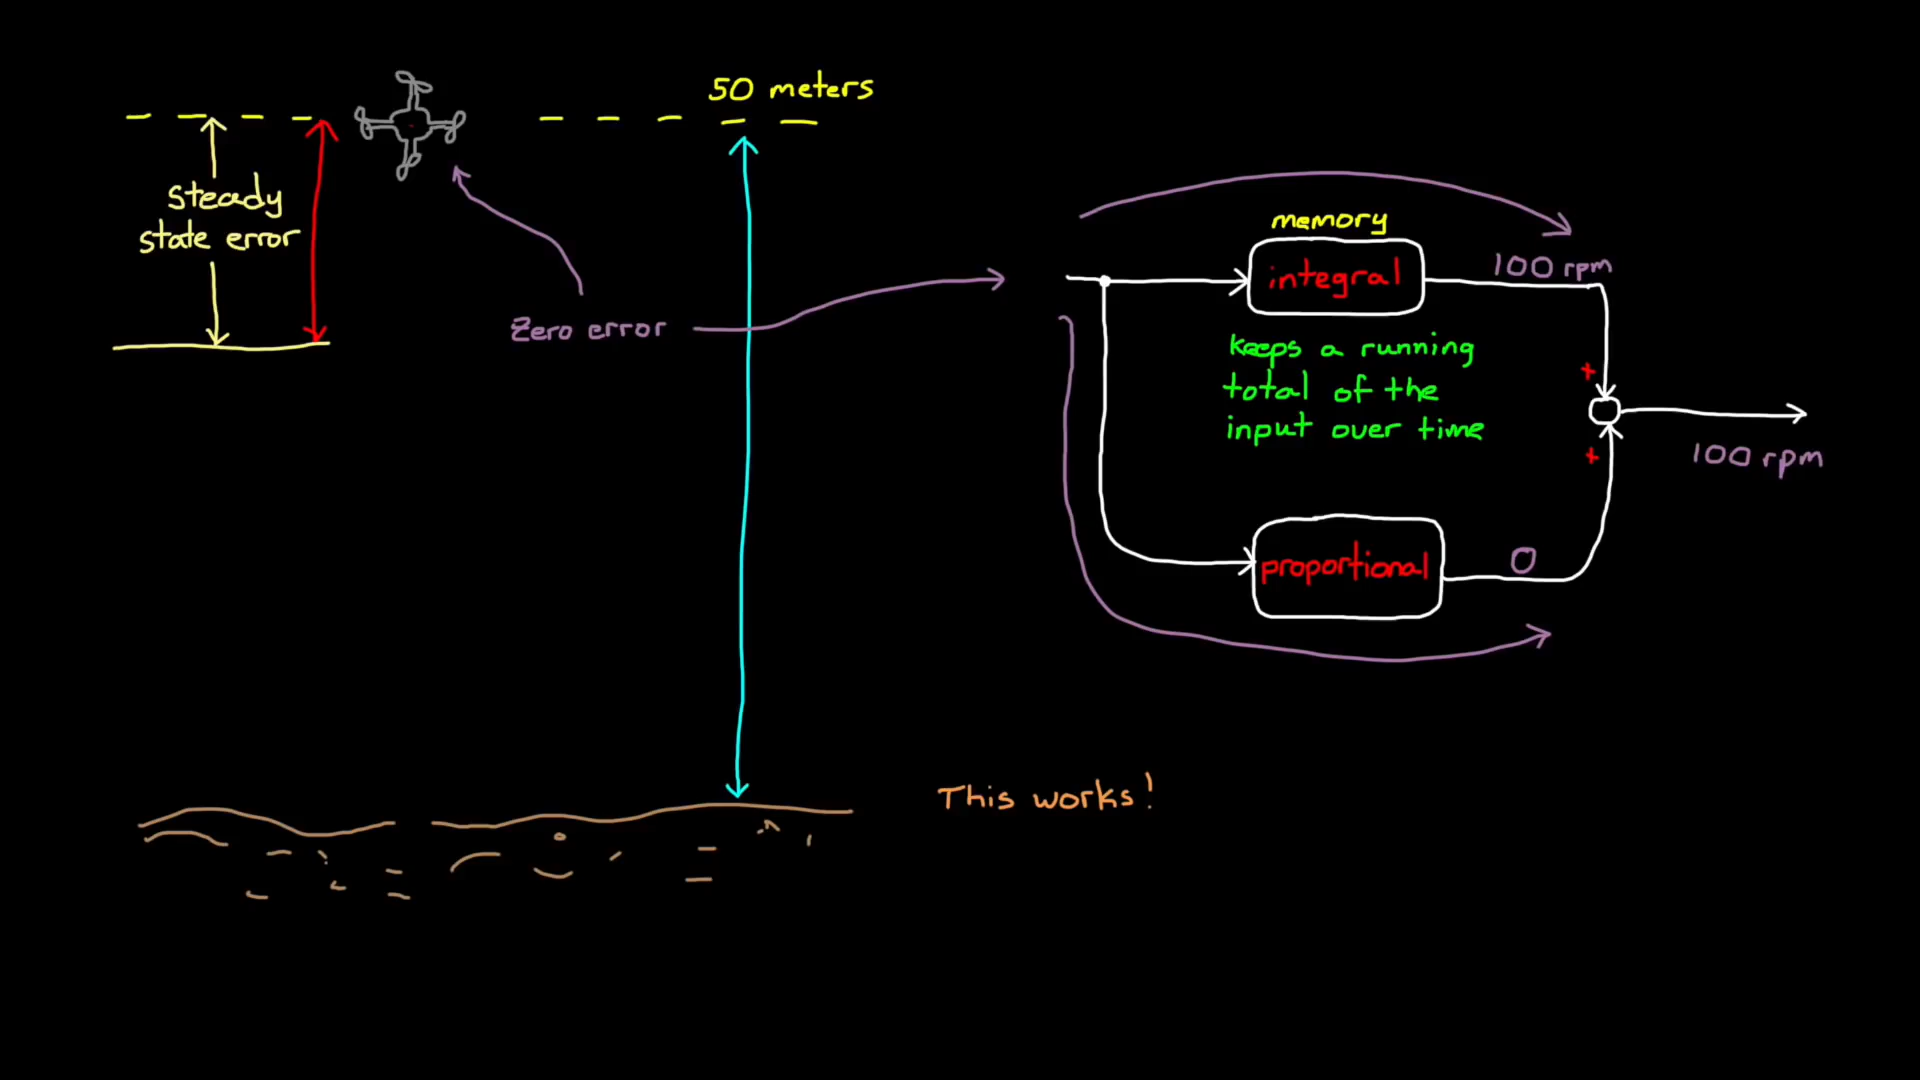 50 meters
steady
state error
Zero error
memory
integral
100 rpm
keeps a running
total of the
input over time
+
+
100 rpm
proportional
0
This works!